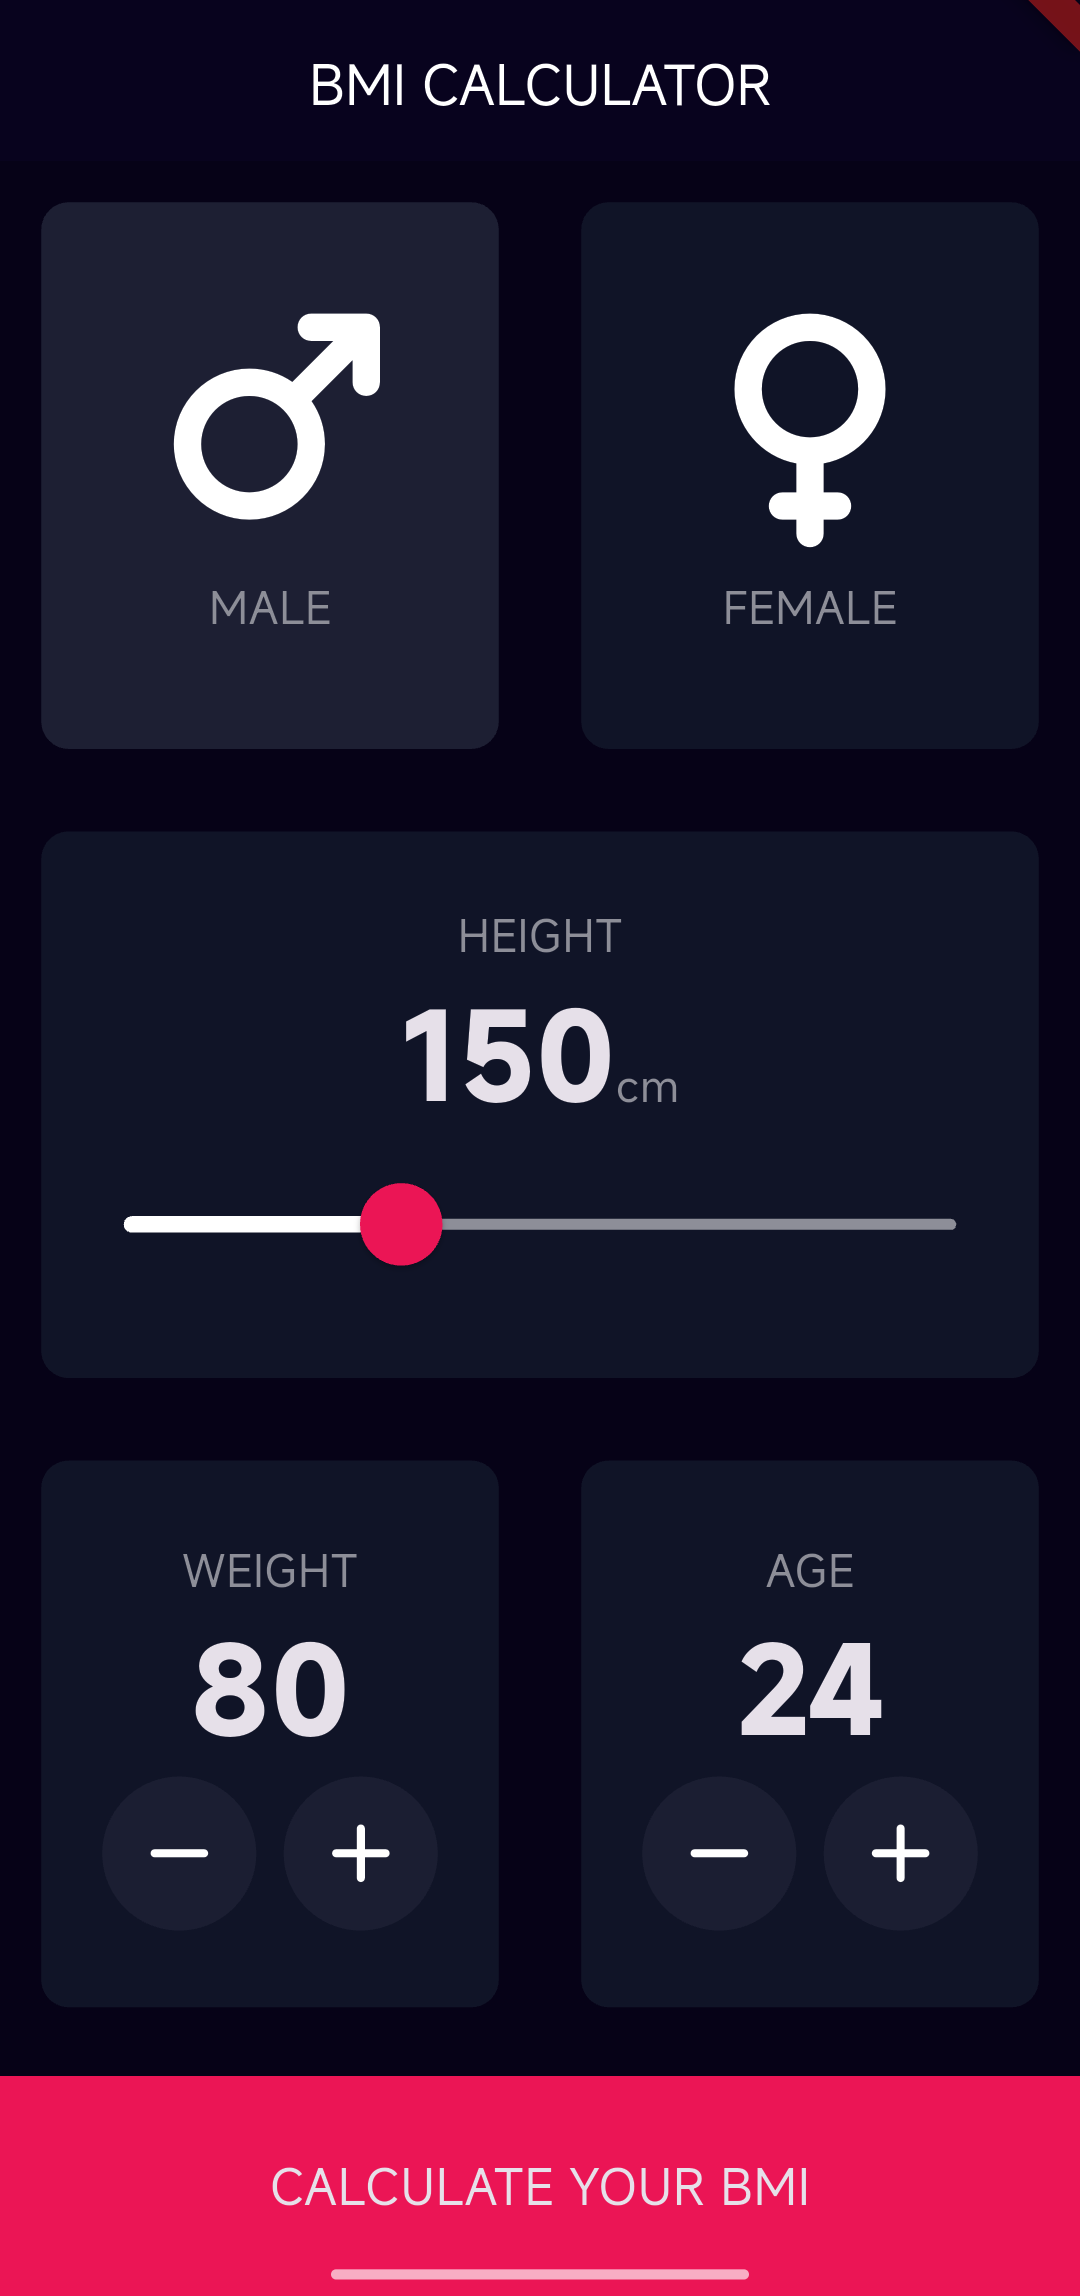 BMI CALCULATOR
MALE
FEMALE
HEIGHT
150cm
WEIGHT
80
AGE
24
CALCULATE YOUR BMI